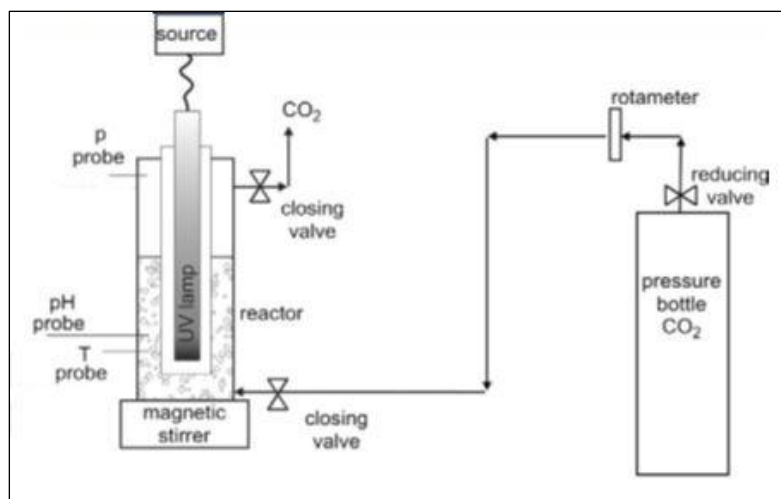 source
CO2
rotameter
p
probe
reducing
valve
closing
valve
UV lamp
pressure
bottle
CO2
pH
probe
reactor
T
probe
closing
valve
magnetic
stirrer